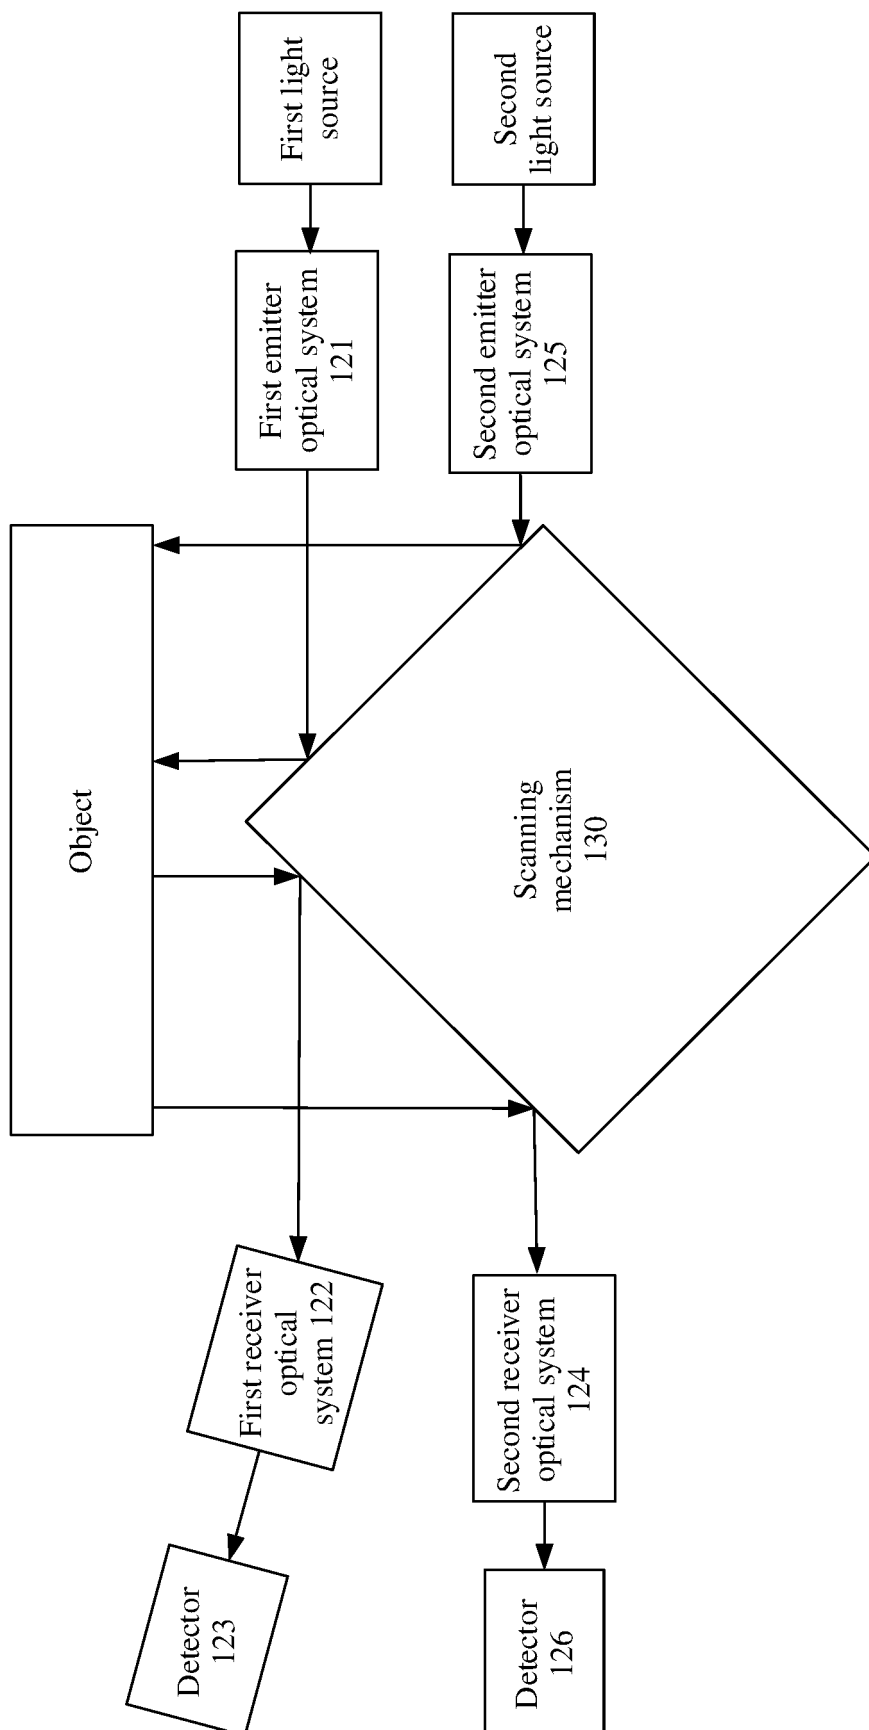 First light
source
Second
light source
First emitter
optical system
121
Second emitter
optical system
125
Object
Scanning
mechanism
130
First receiver
optical
system 122
Second receiver
optical system
124
Detector
123
Detector
126